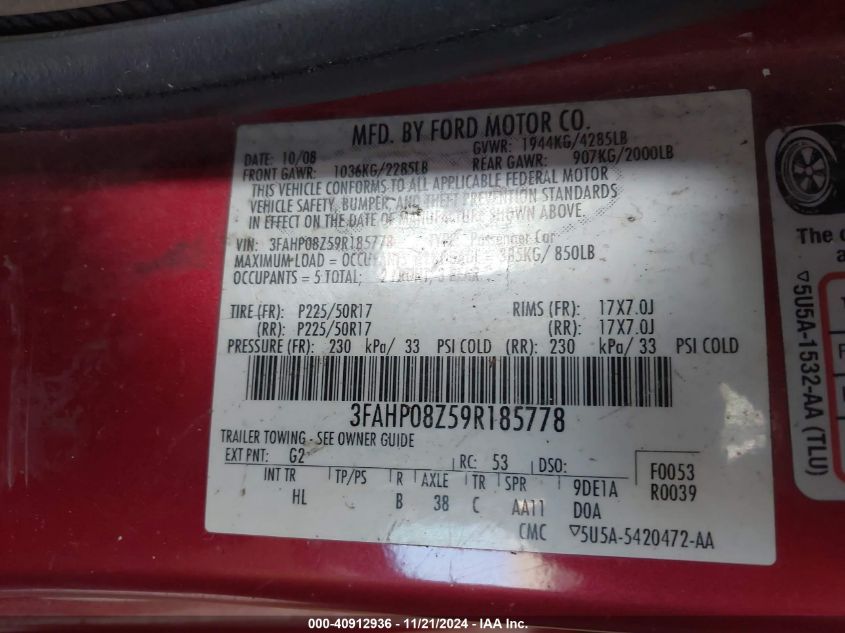 MFD. BY FORD MOTOR CO.
DATE: 10/08 GVWR: 1944KG/4285LB
FRONT GAWR: 1036KG/2285LB REAR GAWR: 907KG/2000LB
THIS VEHICLE CONFORMS TO ALL APPLICABLE FEDERAL MOTOR
VEHICLE SAFETY, BUMPER, AND THEFT PREVENTION STANDARDS
IN EFFECT ON THE DATE OF MANUFACTURE SHOWN ABOVE.
VIN: 3FAHP08Z59R185778 TYPE: Passenger Car
MAXIMUM LOAD = 385KG/ 850LB
OCCUPANTS = 5 TOTAL; 2 FRONT, 3 REAR
TIRE (FR): P225/50R17 RIMS (FR): 17X7.0J
(RR): P225/50R17 (RR): 17X7.0J
PRESSURE (FR): 230 kPa/ 33 PSI COLD (RR): 230 kPa/ 33 PSI COLD
3FAHP08Z59R185778
TRAILER TOWING - SEE OWNER GUIDE
EXT PNT: G2 RC: 53 DSO: F0053
INT TR TP/PS R AXLE TR SPR 9DE1A R0039
HL B 38 C AA11 D0A
CMC ▽5U5A-5420472-AA
The
▽5U5A-1532-AA (TLU)
000-40912936 - 11/21/2024 - IAA Inc.